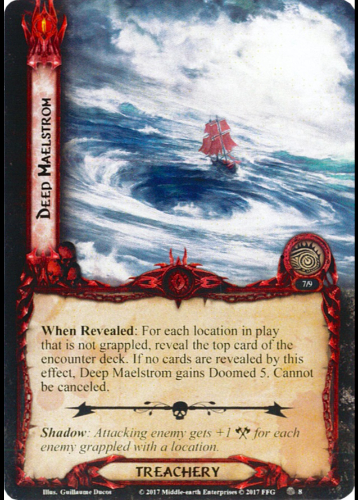 DEEP MAELSTROM
7/9
When Revealed: For each location in play
that is not grappled, reveal the top card of the
encounter deck. If no cards are revealed by this
effect, Deep Maelstrom gains Doomed 5. Cannot
be canceled.
Shadow: Attacking enemy gets +1 for each
enemy grappled with a location.
TREACHERY
Illus. Guillaume Ducos © 2017 Middle-earth Enterprises © 2017 FFG 8